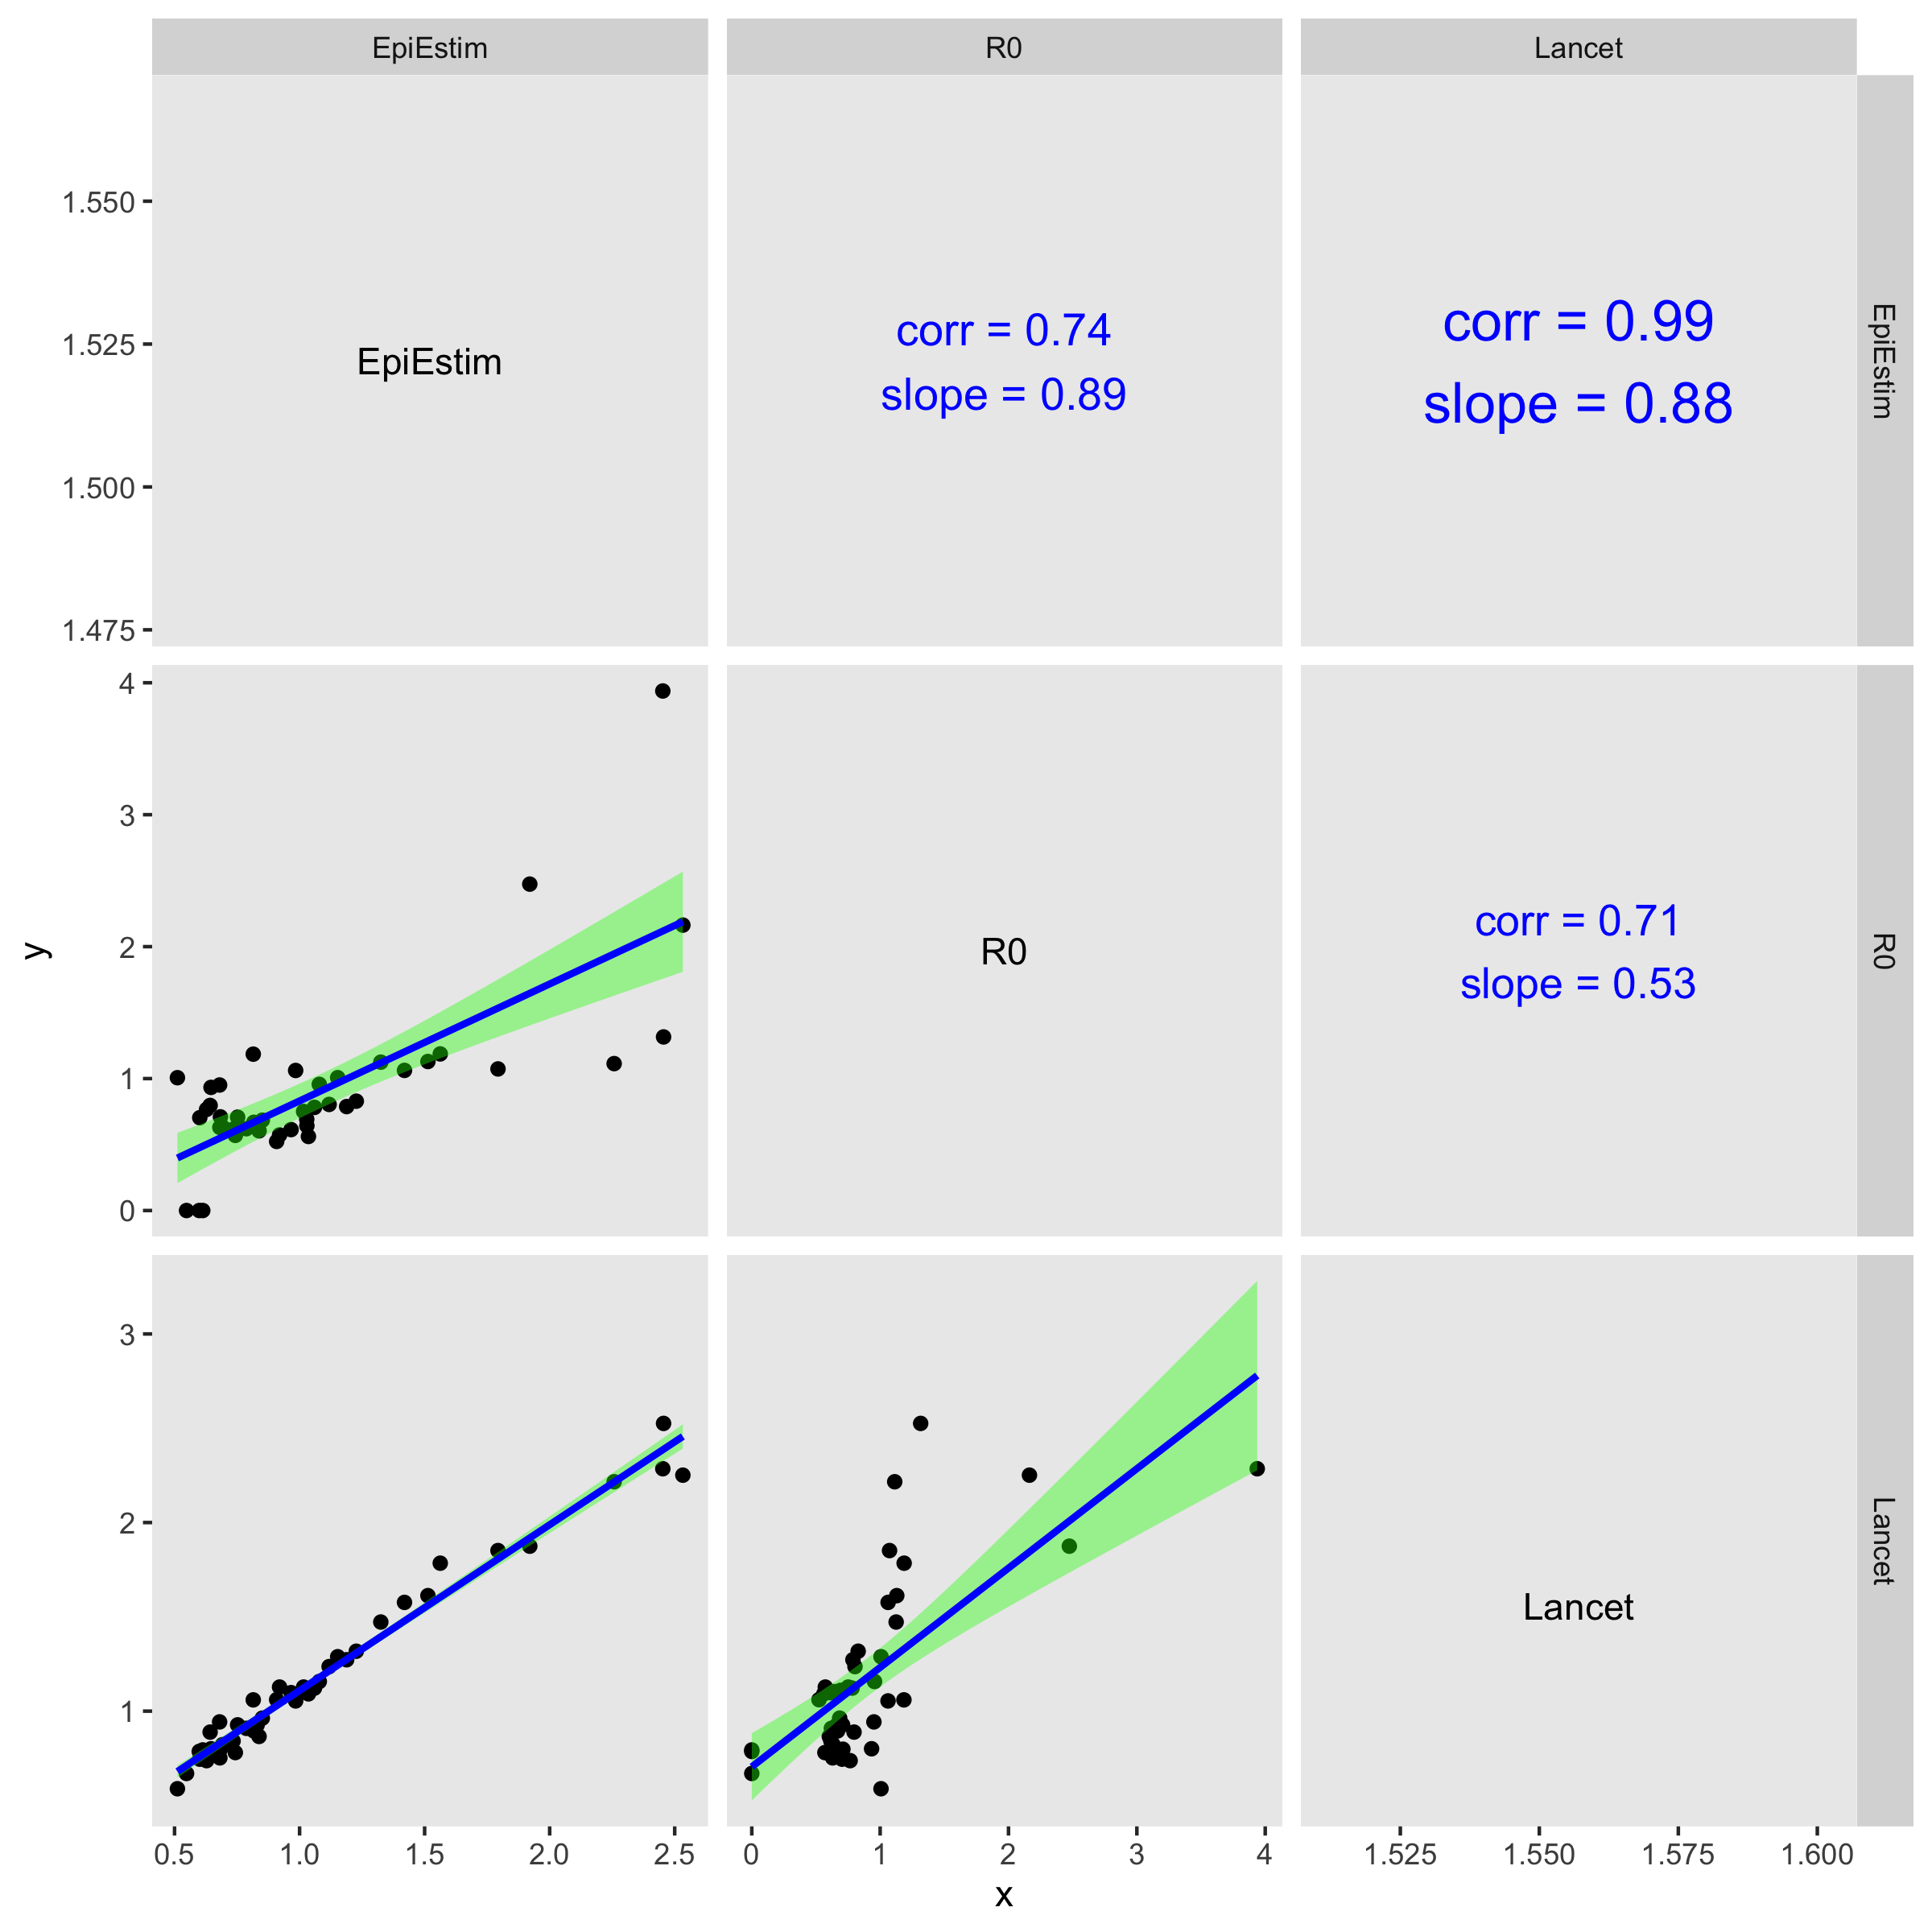 EpiEstim
R0
Lancet
1.550
1.525
1.500
1.475
EpiEstim
corr = 0.74
slope = 0.89
corr = 0.99
slope = 0.88
EpiEstim
4
3
2
1
0
y
R0
corr = 0.71
slope = 0.53
R0
3
2
1
Lancet
Lancet
0.5
1.0
1.5
2.0
2.5
0
1
2
3
4
1.525
1.550
1.575
1.600
x